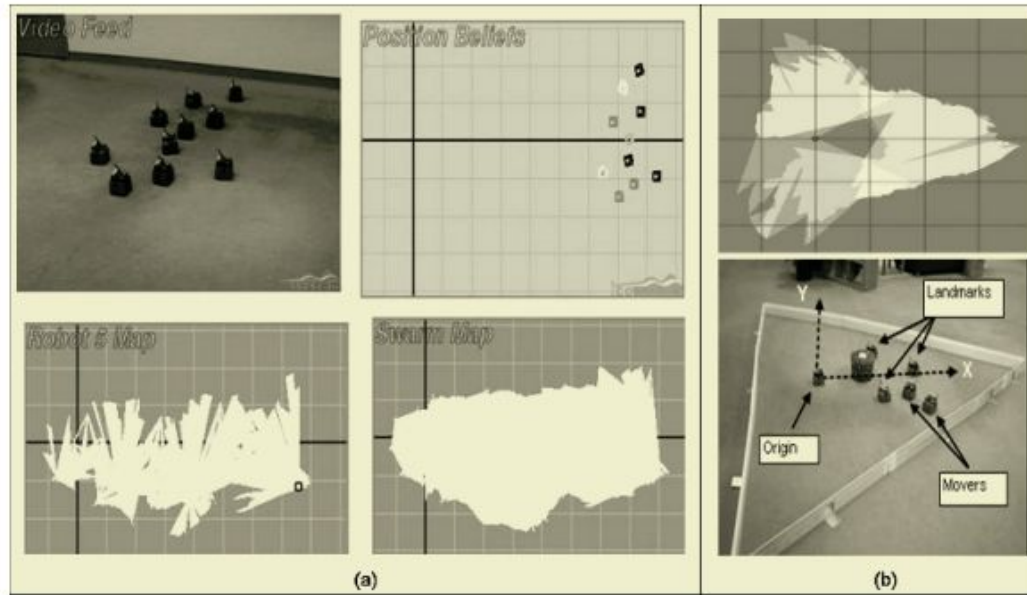 Video Feed
Position Beliefs
Robot 5 Map
Swarm Map
(a)
Y
Landmarks
X
Origin
Movers
(b)